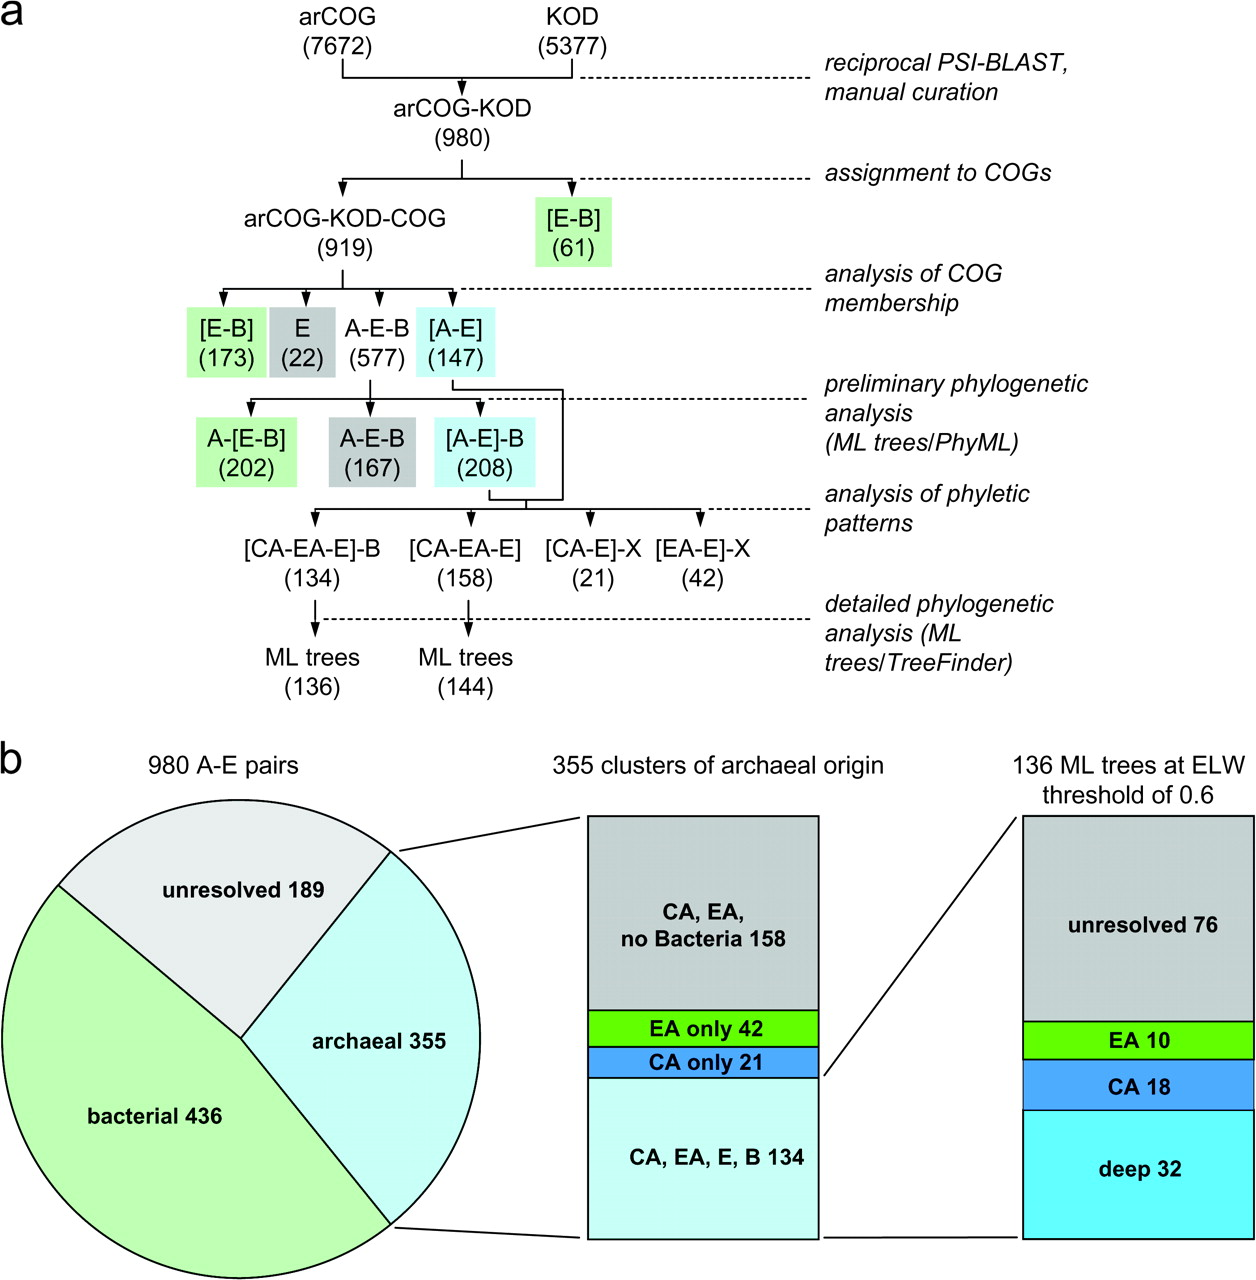 a
arCOG
(7672)
KOD
(5377)
reciprocal PSI-BLAST,
manual curation
arCOG-KOD
(980)
assignment to COGs
arCOG-KOD-COG
(919)
[E-B]
(61)
analysis of COG
membership
[E-B]
(173)
E
(22)
A-E-B
(577)
[A-E]
(147)
preliminary phylogenetic
analysis
(ML trees/PhyML)
A-[E-B]
(202)
A-E-B
(167)
[A-E]-B
(208)
analysis of phyletic
patterns
[CA-EA-E]-B
(134)
[CA-EA-E]
(158)
[CA-E]-X
(21)
[EA-E]-X
(42)
detailed phylogenetic
analysis (ML
trees/TreeFinder)
ML trees
(136)
ML trees
(144)
b
980 A-E pairs
unresolved 189
archaeal 355
bacterial 436
355 clusters of archaeal origin
CA, EA,
no Bacteria 158
EA only 42
CA only 21
CA, EA, E, B 134
136 ML trees at ELW
threshold of 0.6
unresolved 76
EA 10
CA 18
deep 32